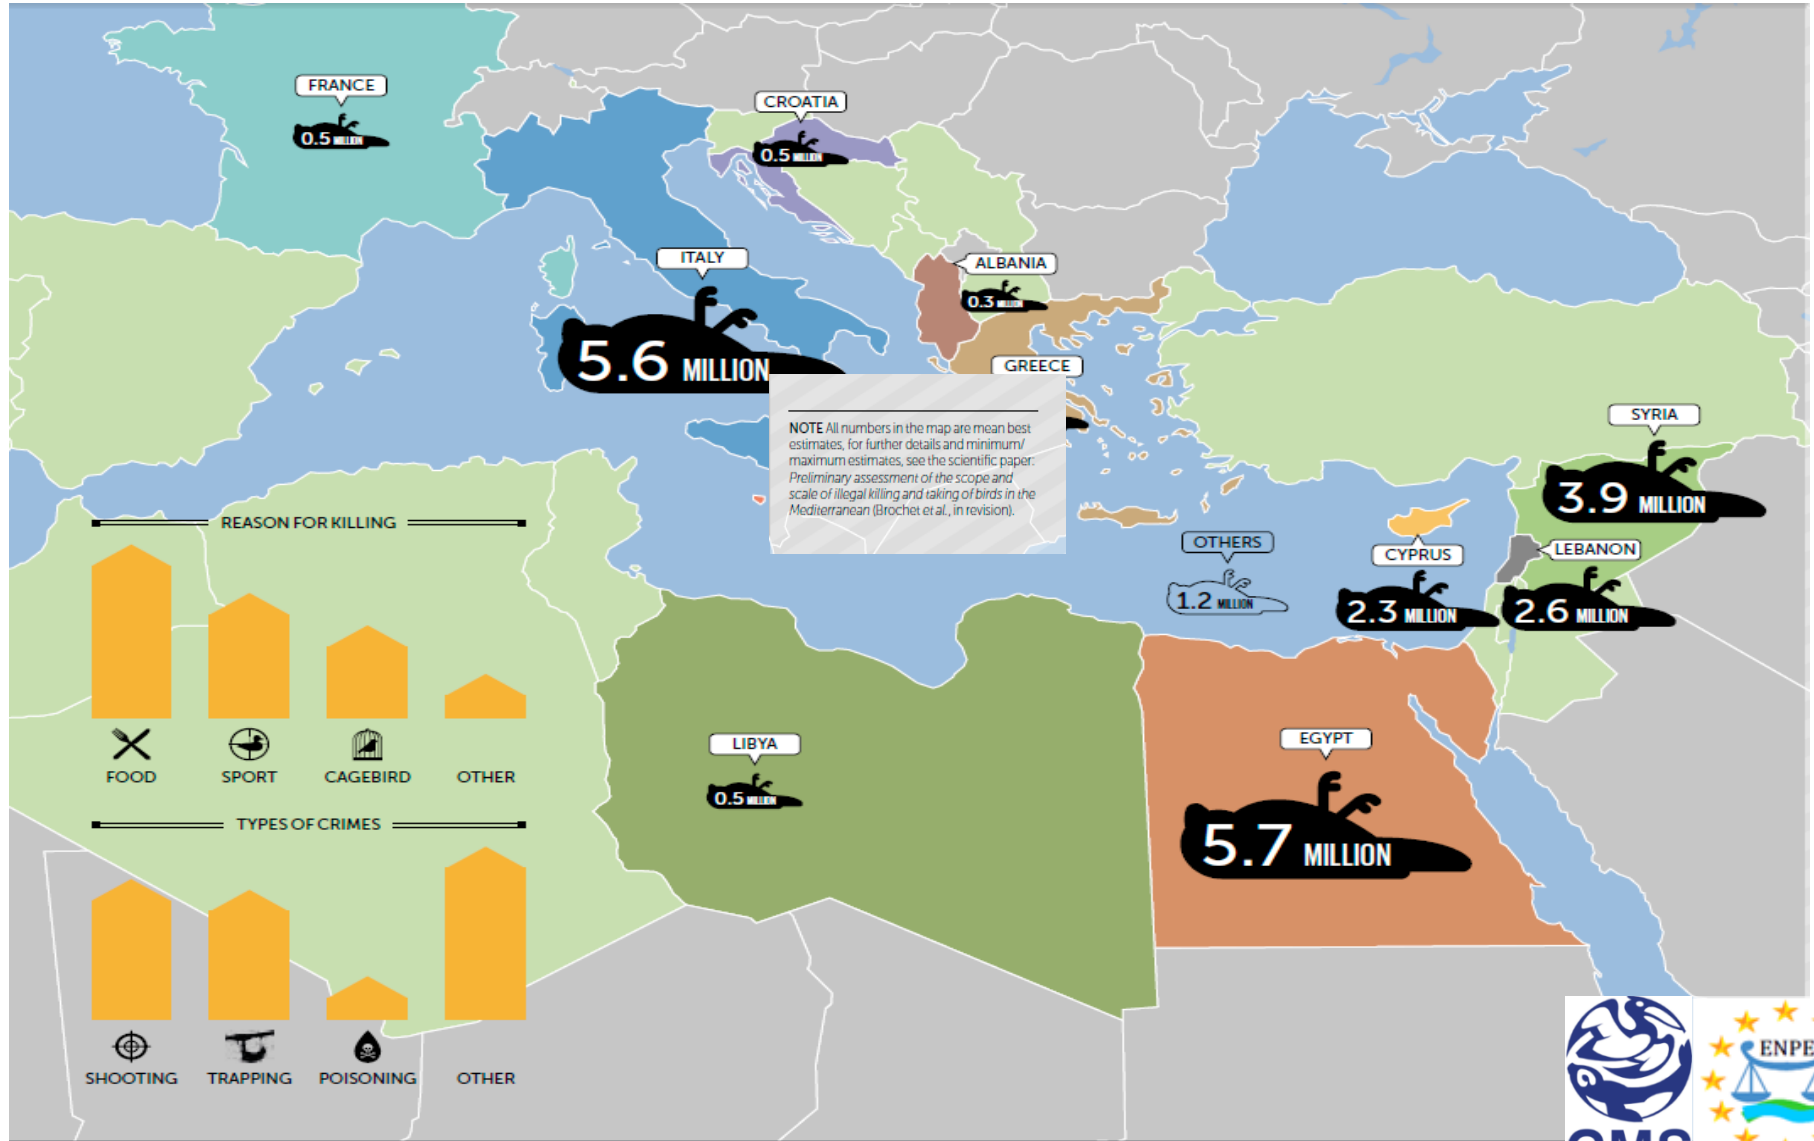 FRANCE
0.5 MILLION
CROATIA
0.5 MILLION
ITALY
5.6 MILLION
ALBANIA
0.3
GREECE
NOTE All numbers in the map are mean best
estimates, for further details and minimum/
maximum estimates, see the scientific paper:
Preliminary assessment of the scope and
scale of illegal killing and taking of birds in the
Mediterranean (Brochet et al., in revision).
SYRIA
3.9 MILLION
OTHERS
1.2 MILLION
CYPRUS
2.3 MILLION
LEBANON
2.6 MILLION
LIBYA
0.5 MILLION
EGYPT
5.7 MILLION
REASON FOR KILLING
FOOD SPORT CAGEBIRD OTHER
TYPES OF CRIMES
SHOOTING TRAPPING POISONING OTHER
CMS
ENPE